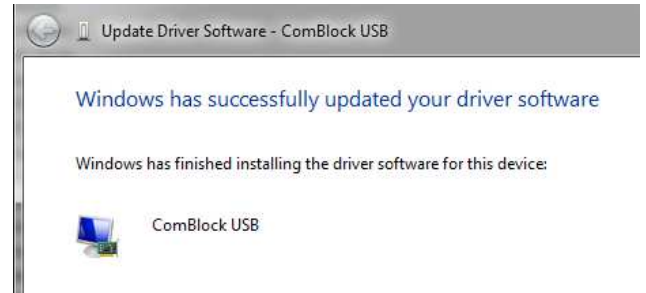 Update Driver Software - ComBlock USB
Windows has successfully updated your driver software
Windows has finished installing the driver software for this device:
ComBlock USB